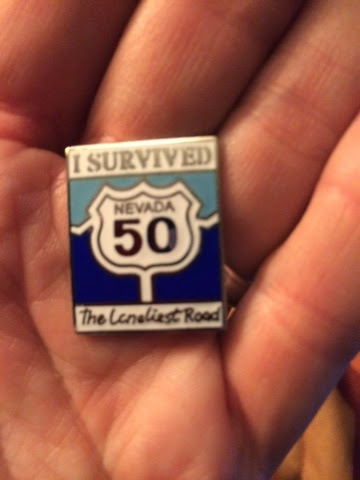 I SURVIVED
NEVADA
50
The Loneliest Road